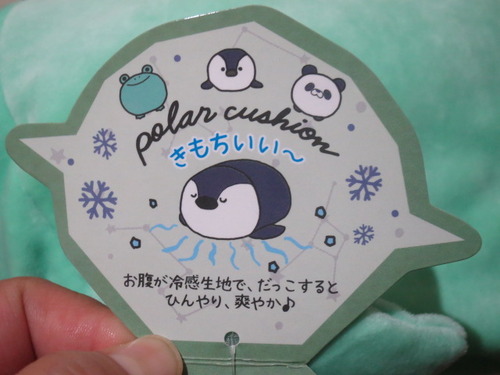 polar cushion
きもちいい～
お腹が冷感生地で、だっこすると
ひんやり、爽やか♪